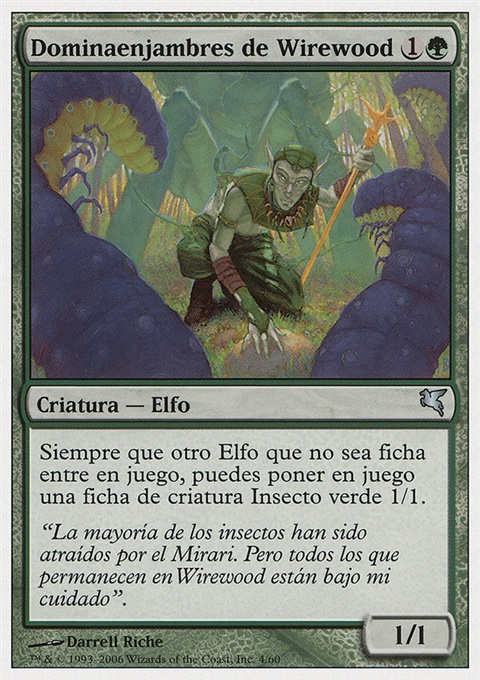 Dominaenjambres de Wirewood 1
Criatura — Elfo
Siempre que otro Elfo que no sea ficha
entre en juego, puedes poner en juego
una ficha de criatura Insecto verde 1/1.
“La mayoría de los insectos han sido
atraídos por el Mirari. Pero todos los que
permanecen en Wirewood están bajo mi
cuidado”.
Darrell Riche
™ & © 1993-2006 Wizards of the Coast, Inc. 4/60
1/1